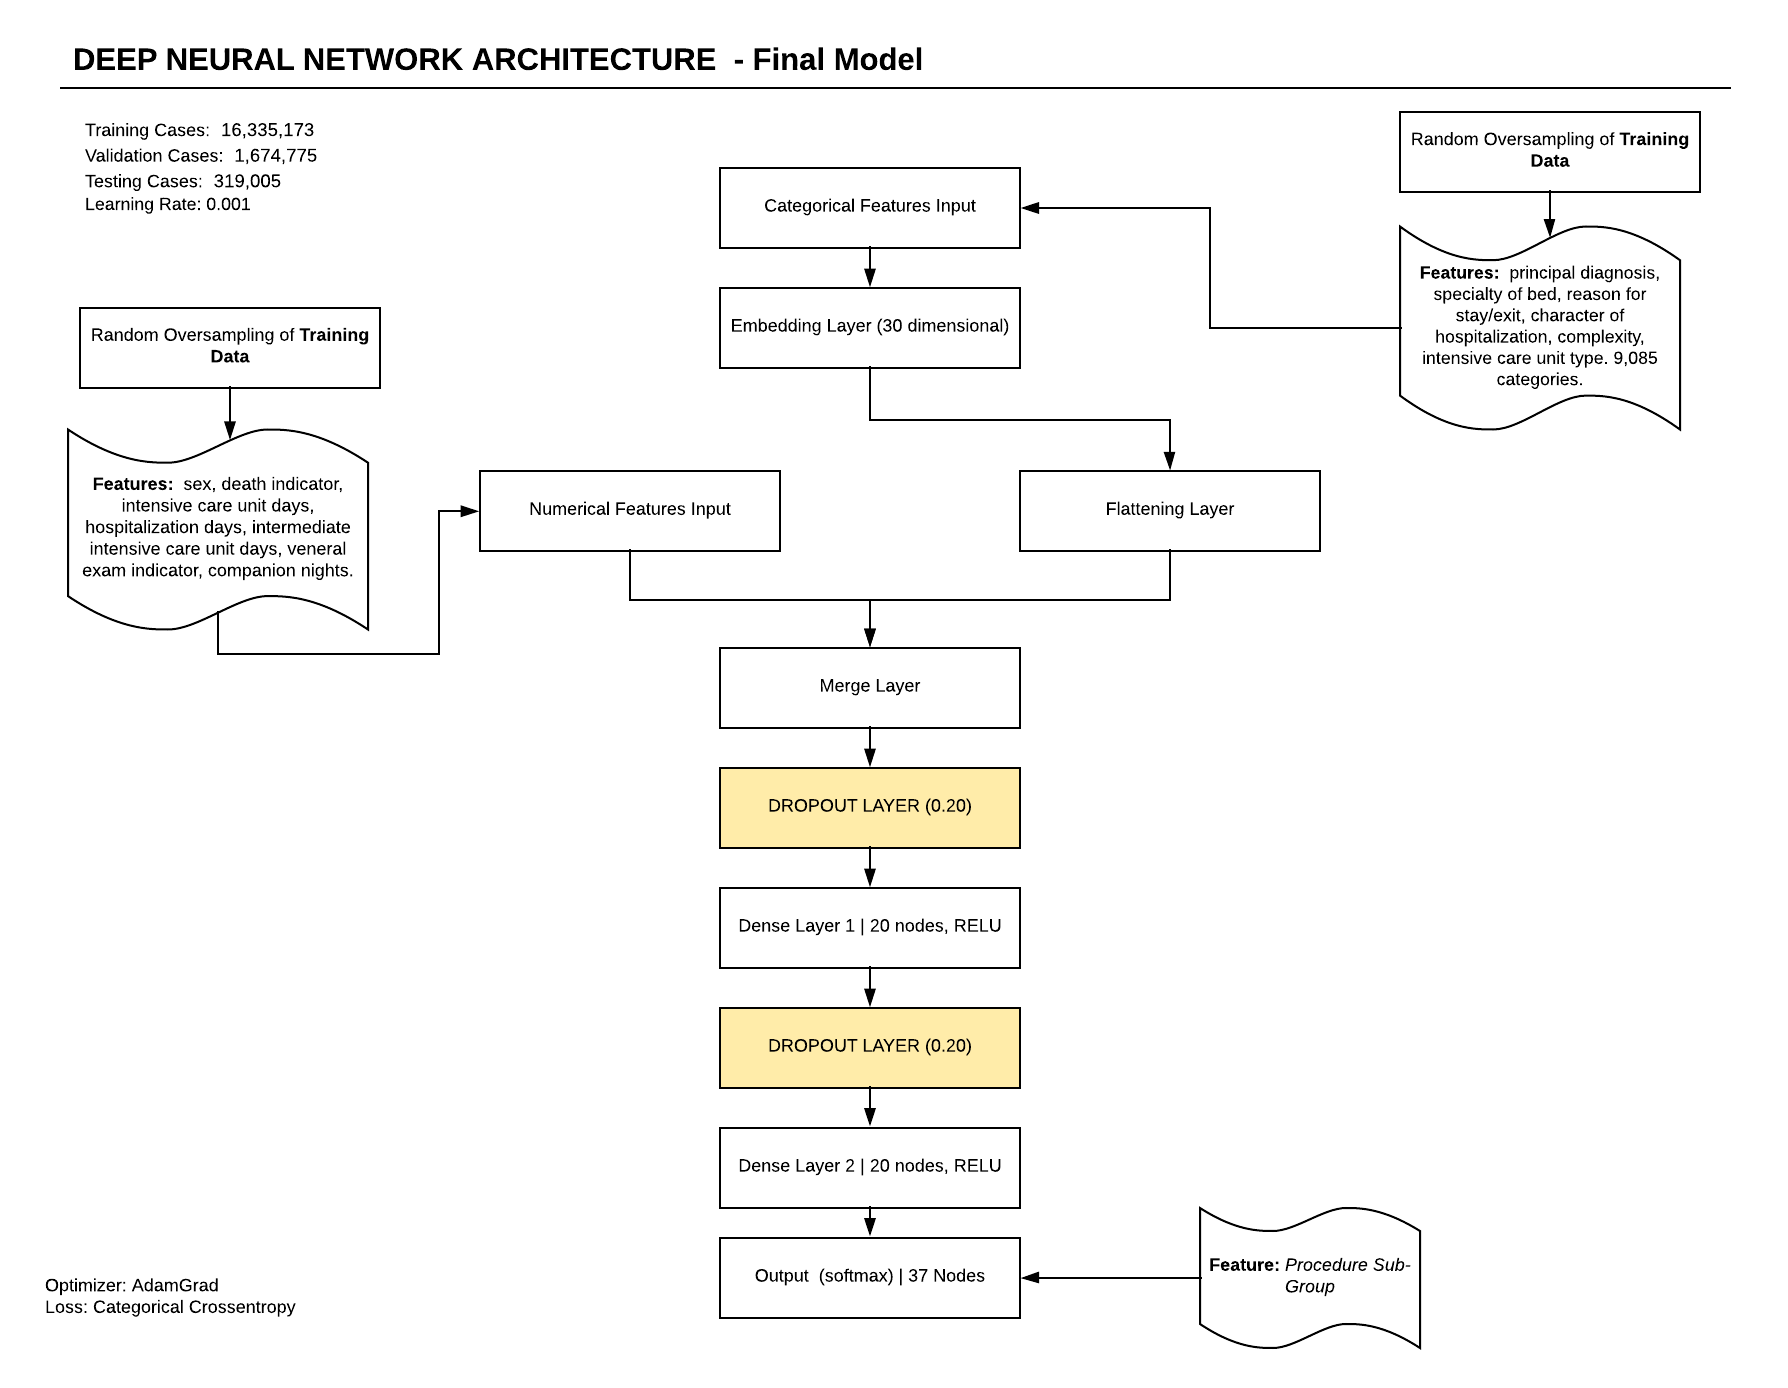 DEEP NEURAL NETWORK ARCHITECTURE - Final Model
Training Cases: 16,335,173
Validation Cases: 1,674,775
Testing Cases: 319,005
Learning Rate: 0.001
Random Oversampling of Training
Data
Categorical Features Input
Features: principal diagnosis,
specialty of bed, reason for
stay/exit, character of
hospitalization, complexity,
intensive care unit type. 9,085
categories.
Embedding Layer (30 dimensional)
Random Oversampling of Training
Data
Features: sex, death indicator,
intensive care unit days,
hospitalization days, intermediate
intensive care unit days, veneral
exam indicator, companion nights.
Numerical Features Input
Flattening Layer
Merge Layer
DROPOUT LAYER (0.20)
Dense Layer 1 | 20 nodes, RELU
DROPOUT LAYER (0.20)
Dense Layer 2 | 20 nodes, RELU
Output (softmax) | 37 Nodes
Feature: Procedure Sub-
Group
Optimizer: AdamGrad
Loss: Categorical Crossentropy